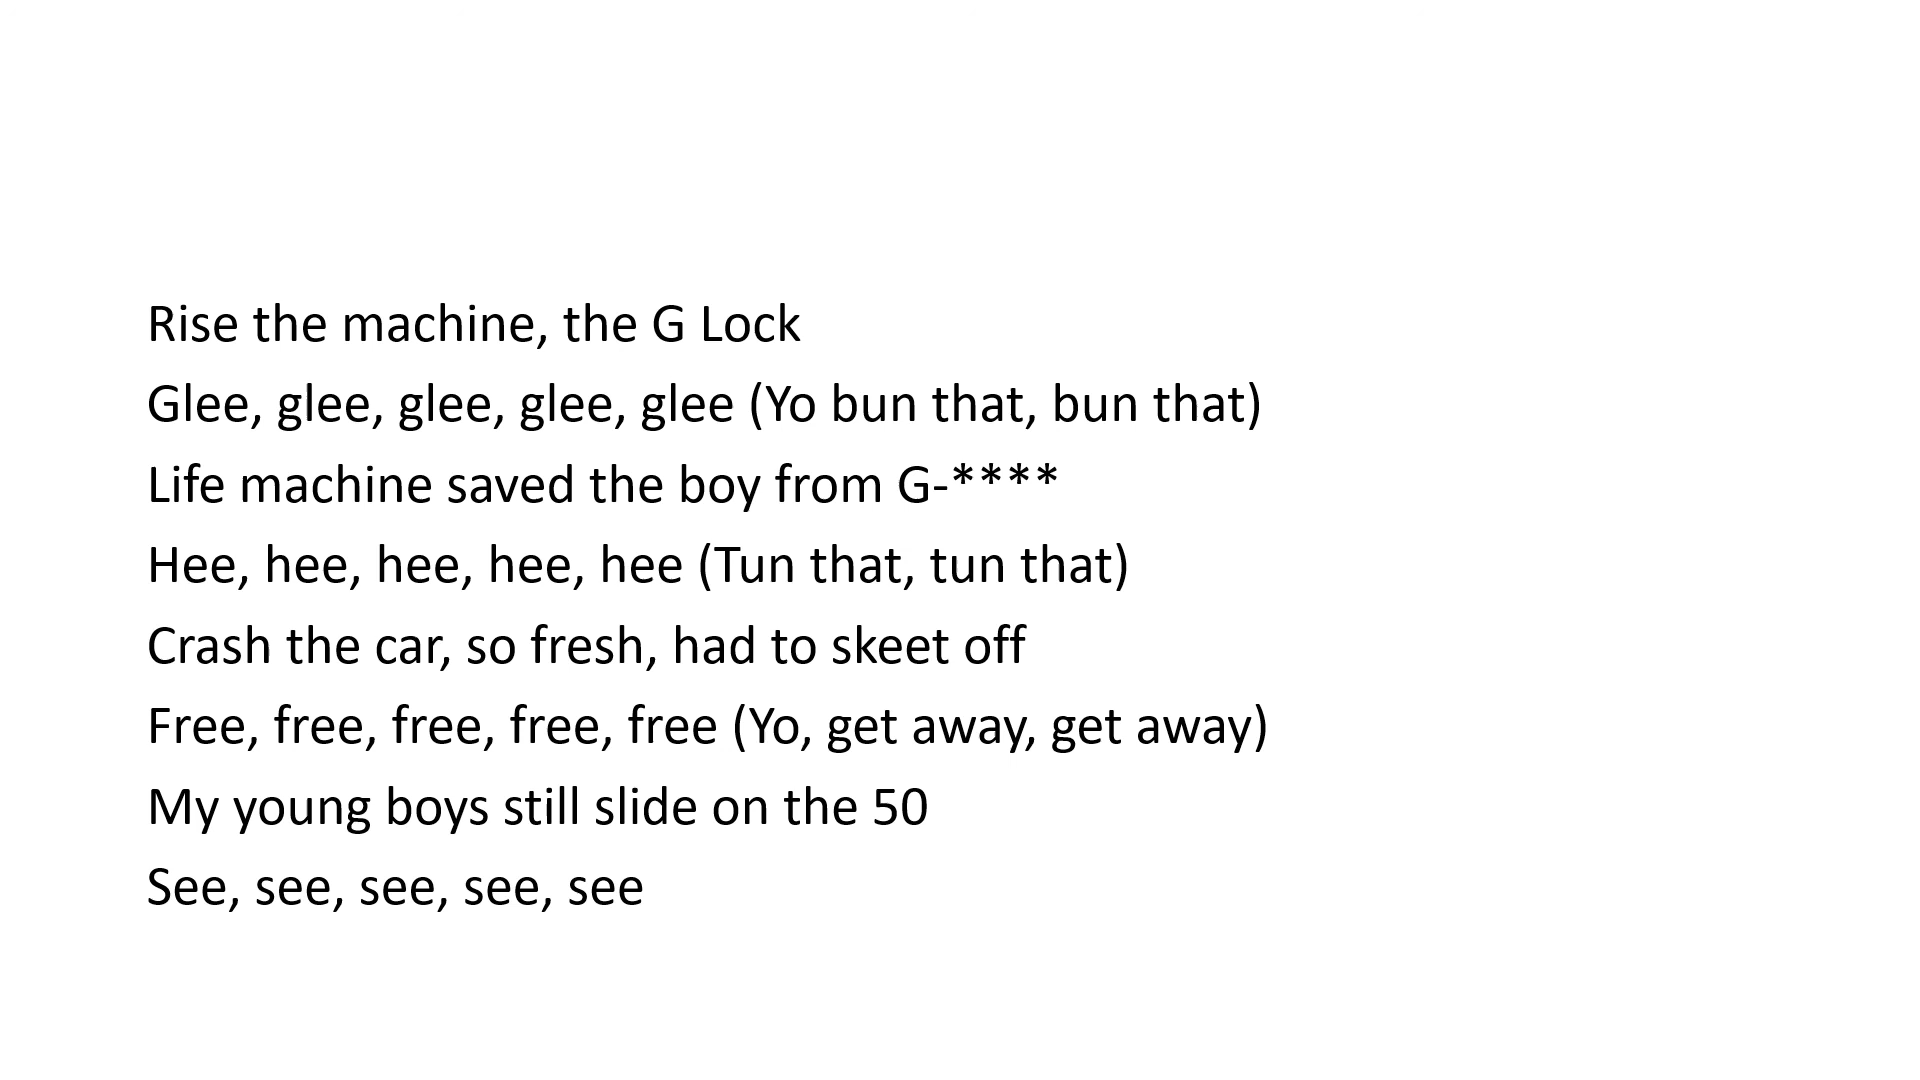 Rise the machine, the G Lock
Glee, glee, glee, glee, glee (Yo bun that, bun that)
Life machine saved the boy from G-****
Hee, hee, hee, hee, hee (Tun that, tun that)
Crash the car, so fresh, had to skeet off
Free, free, free, free, free (Yo, get away, get away)
My young boys still slide on the 50
See, see, see, see, see